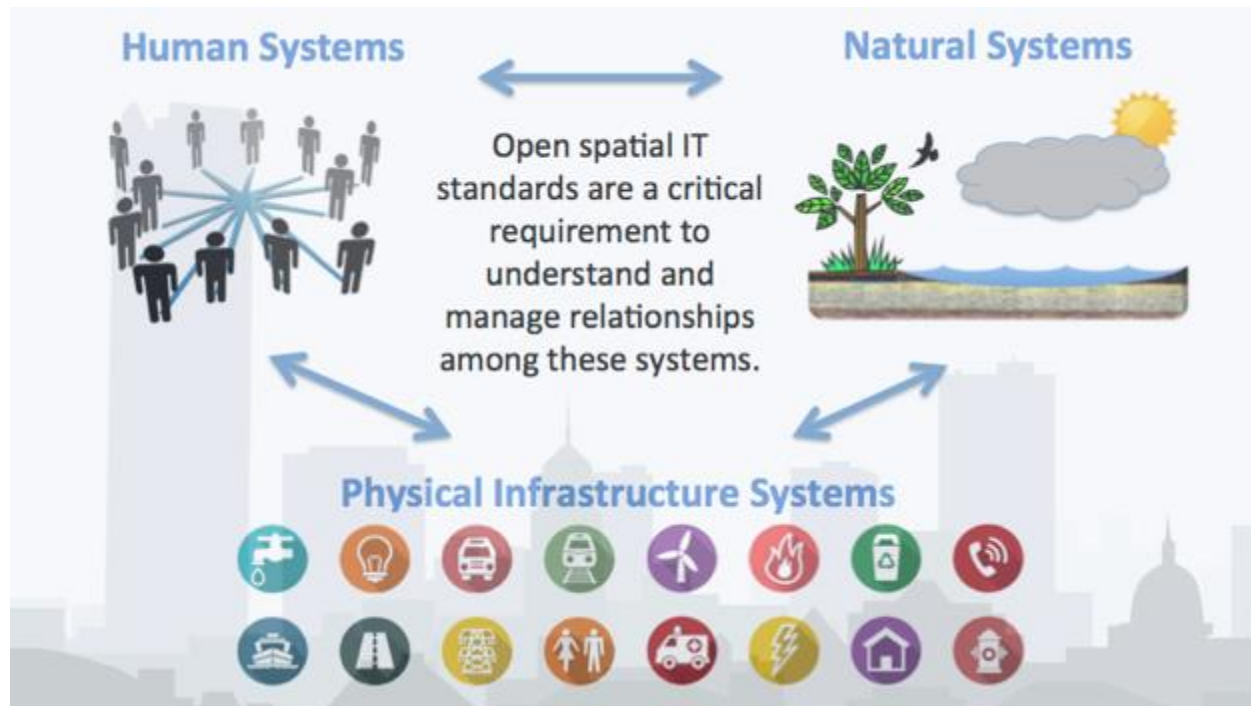 Human Systems
Natural Systems
Open spatial IT
standards are a critical
requirement to
understand and
manage relationships
among these systems.
Physical Infrastructure Systems